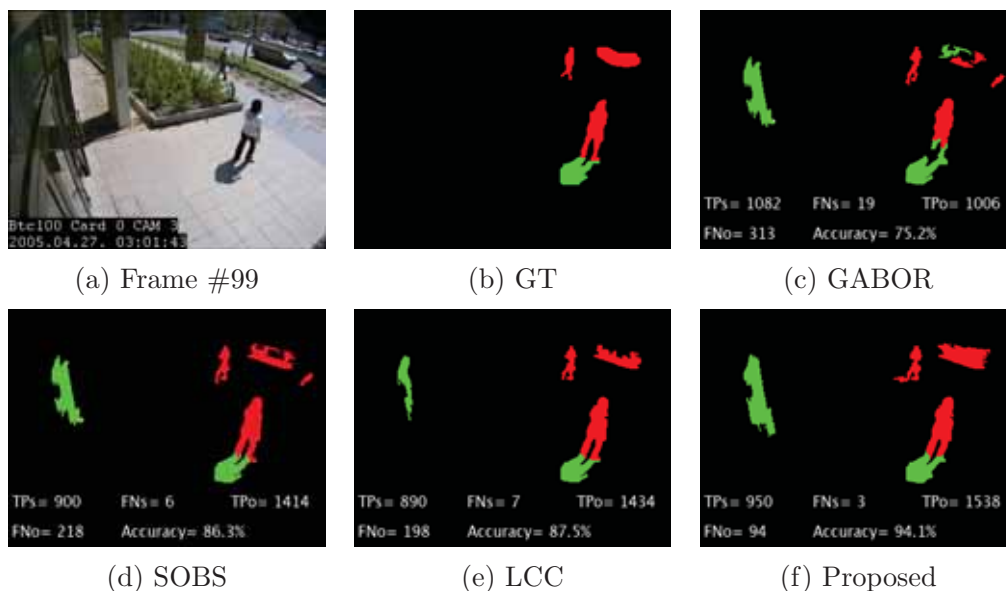 Btc100 Card 0 CAM 3
2005.04.27. 03:01:43
(a) Frame #99
(b) GT
TPs= 1082 FNs= 19 TPo= 1006
FNo= 313 Accuracy= 75.2%
(c) GABOR
TPs= 900 FNs= 6 TPo= 1414
FNo= 218 Accuracy= 86.3%
(d) SOBS
TPs= 890 FNs= 7 TPo= 1434
FNo= 198 Accuracy= 87.5%
(e) LCC
TPs= 950 FNs= 3 TPo= 1538
FNo= 94 Accuracy= 94.1%
(f) Proposed